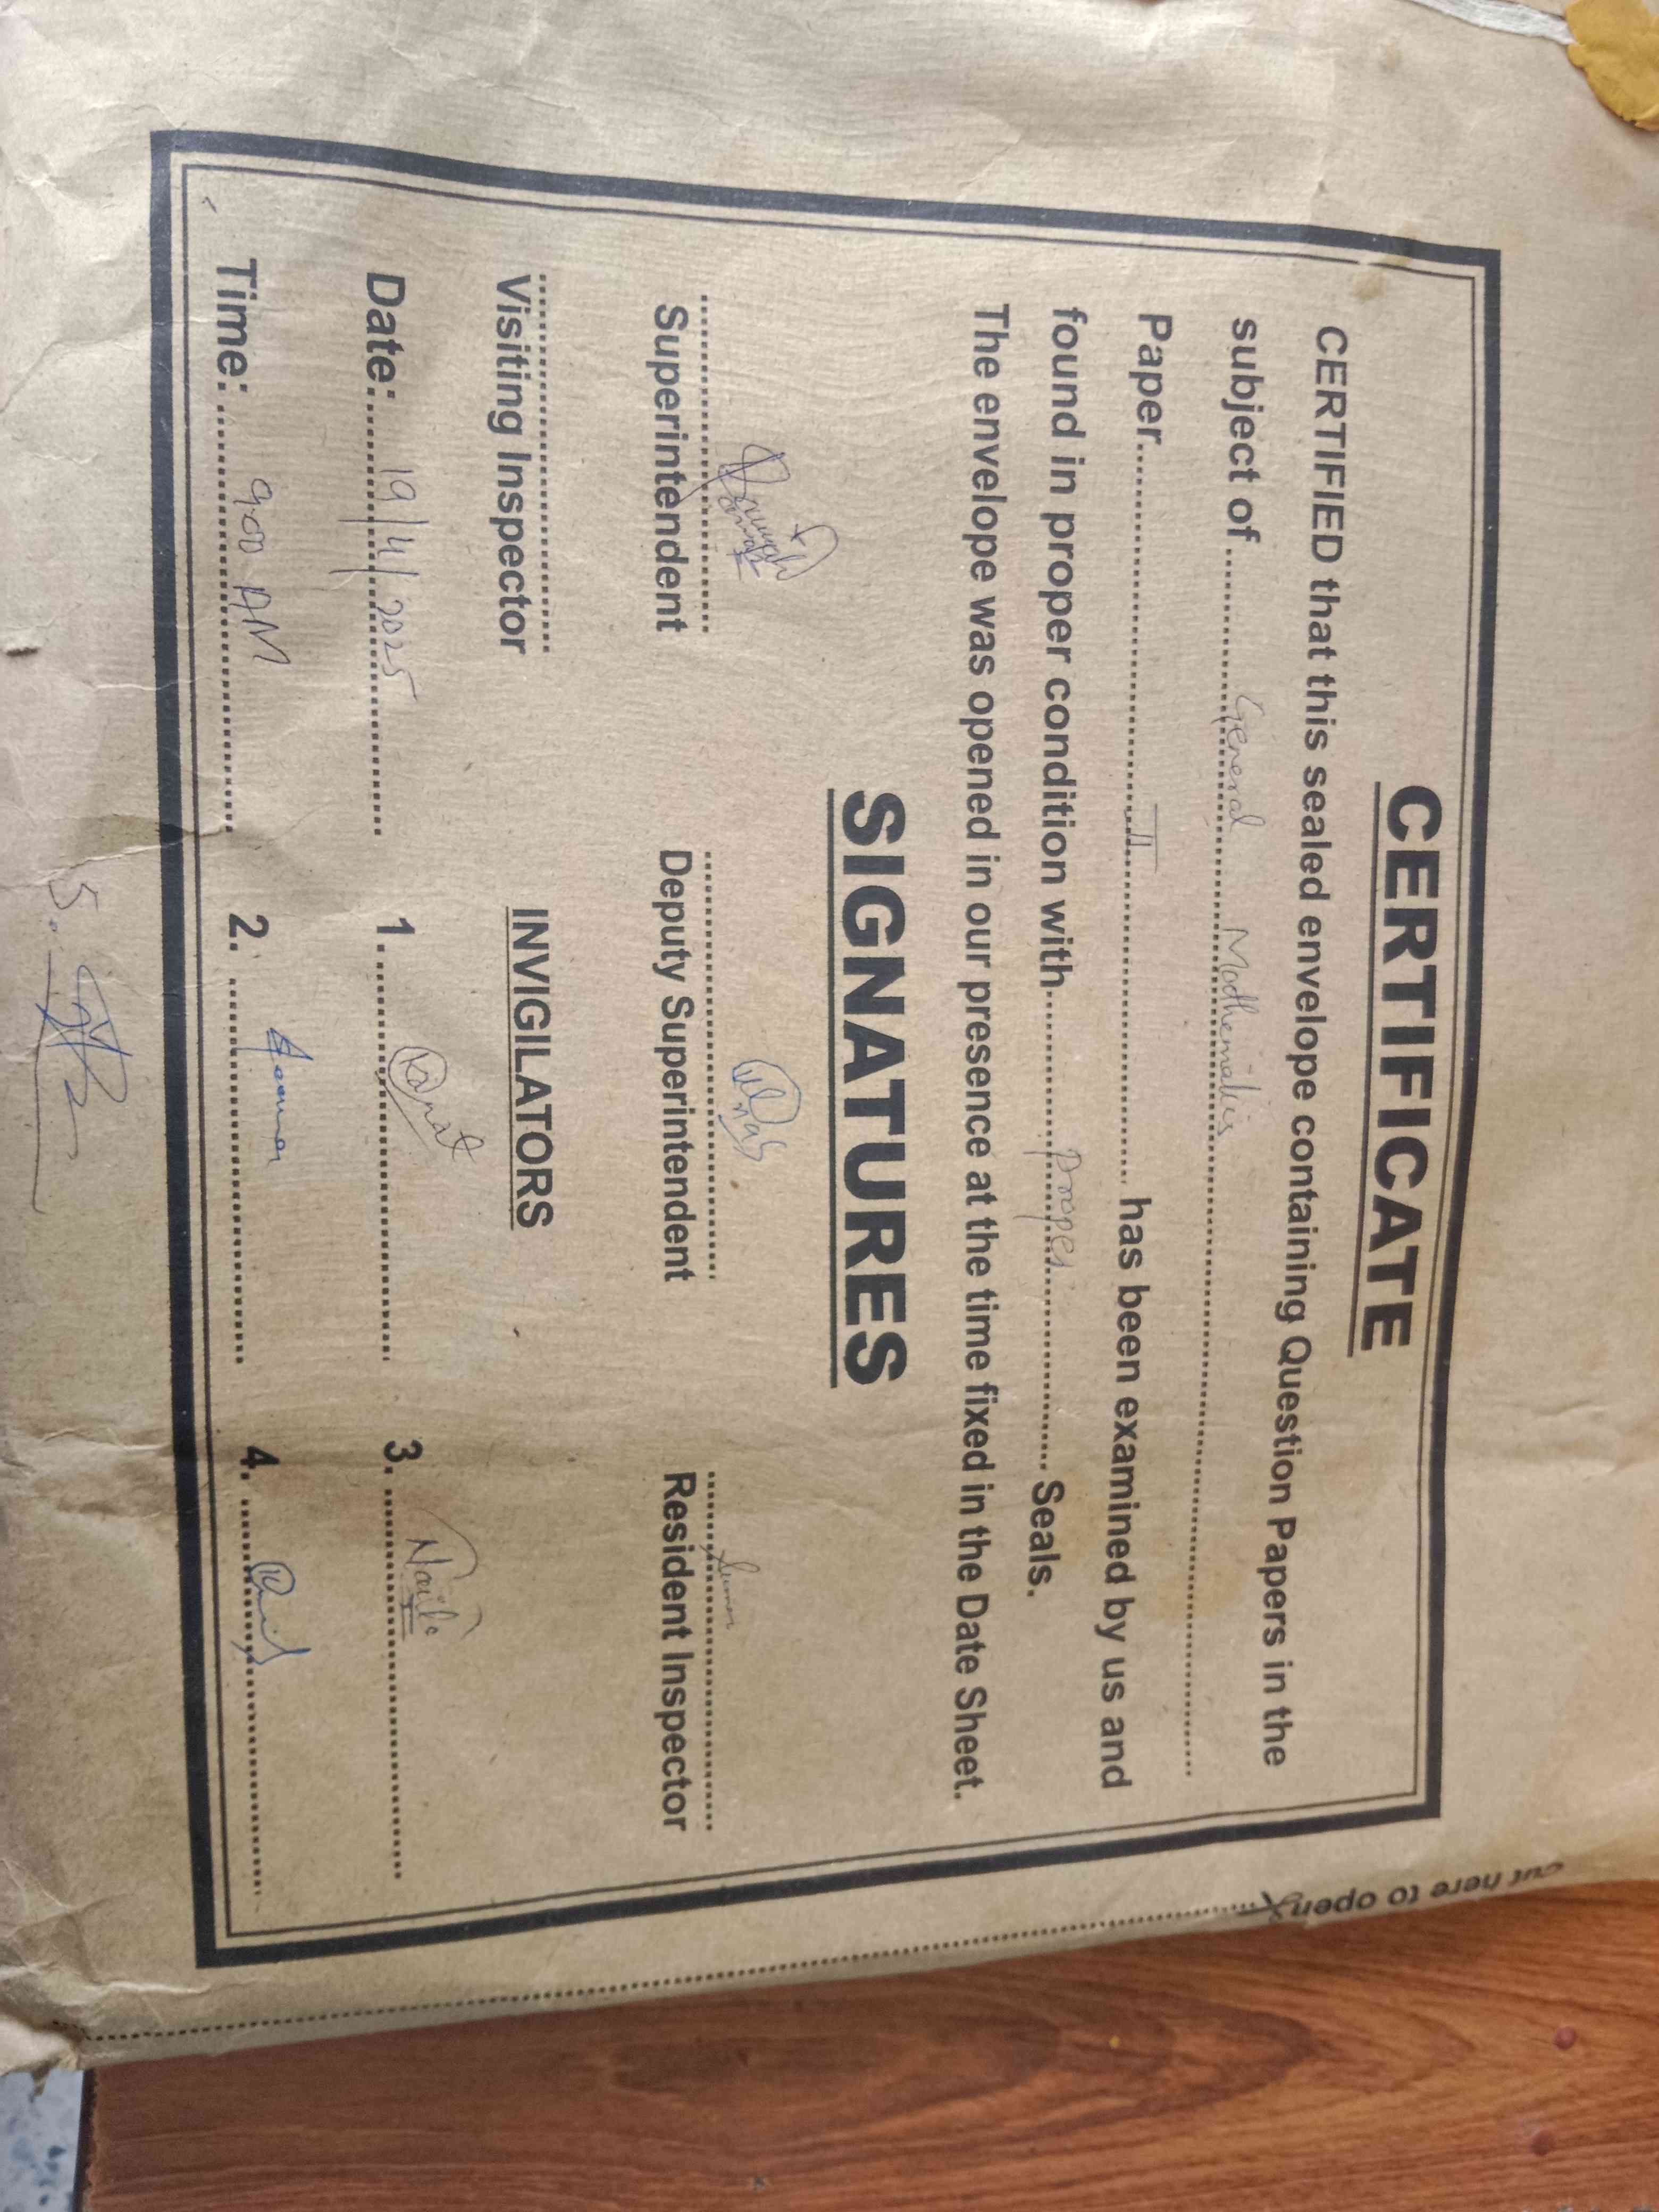 CERTIFICATE
CERTIFIED that this sealed envelope containing Question Papers in the
subject of General Mathematics
Paper II has been examined by us and
found in proper condition with proper Seals.
The envelope was opened in our presence at the time fixed in the Date Sheet.
SIGNATURES
Superintendent Deputy Superintendent Resident Inspector
Visiting Inspector INVIGILATORS
Date: 19/4/2025 1. 3.
Time: 9:00 AM 2. 4.
5.
cut here to open